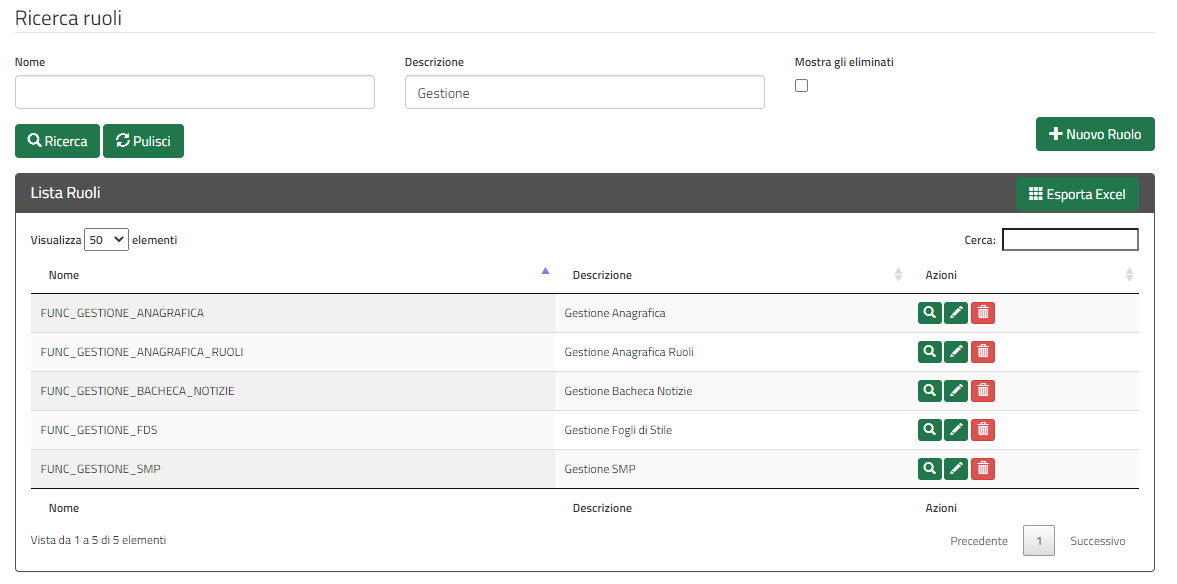 Ricerca ruoli
Nome Descrizione Mostra gli eliminati
Gestione
Ricerca Pulisci Nuovo Ruolo
Lista Ruoli Esporta Excel
Visualizza 50 elementi Cerca:
Nome Descrizione Azioni
FUNC_GESTIONE_ANAGRAFICA Gestione Anagrafica
FUNC_GESTIONE_ANAGRAFICA_RUOLI Gestione Anagrafica Ruoli
FUNC_GESTIONE_BACHECA_NOTIZIE Gestione Bacheca Notizie
FUNC_GESTIONE_FDS Gestione Fogli di Stile
FUNC_GESTIONE_SMP Gestione SMP
Nome Descrizione Azioni
Vista da 1 a 5 di 5 elementi Precedente 1 Successivo